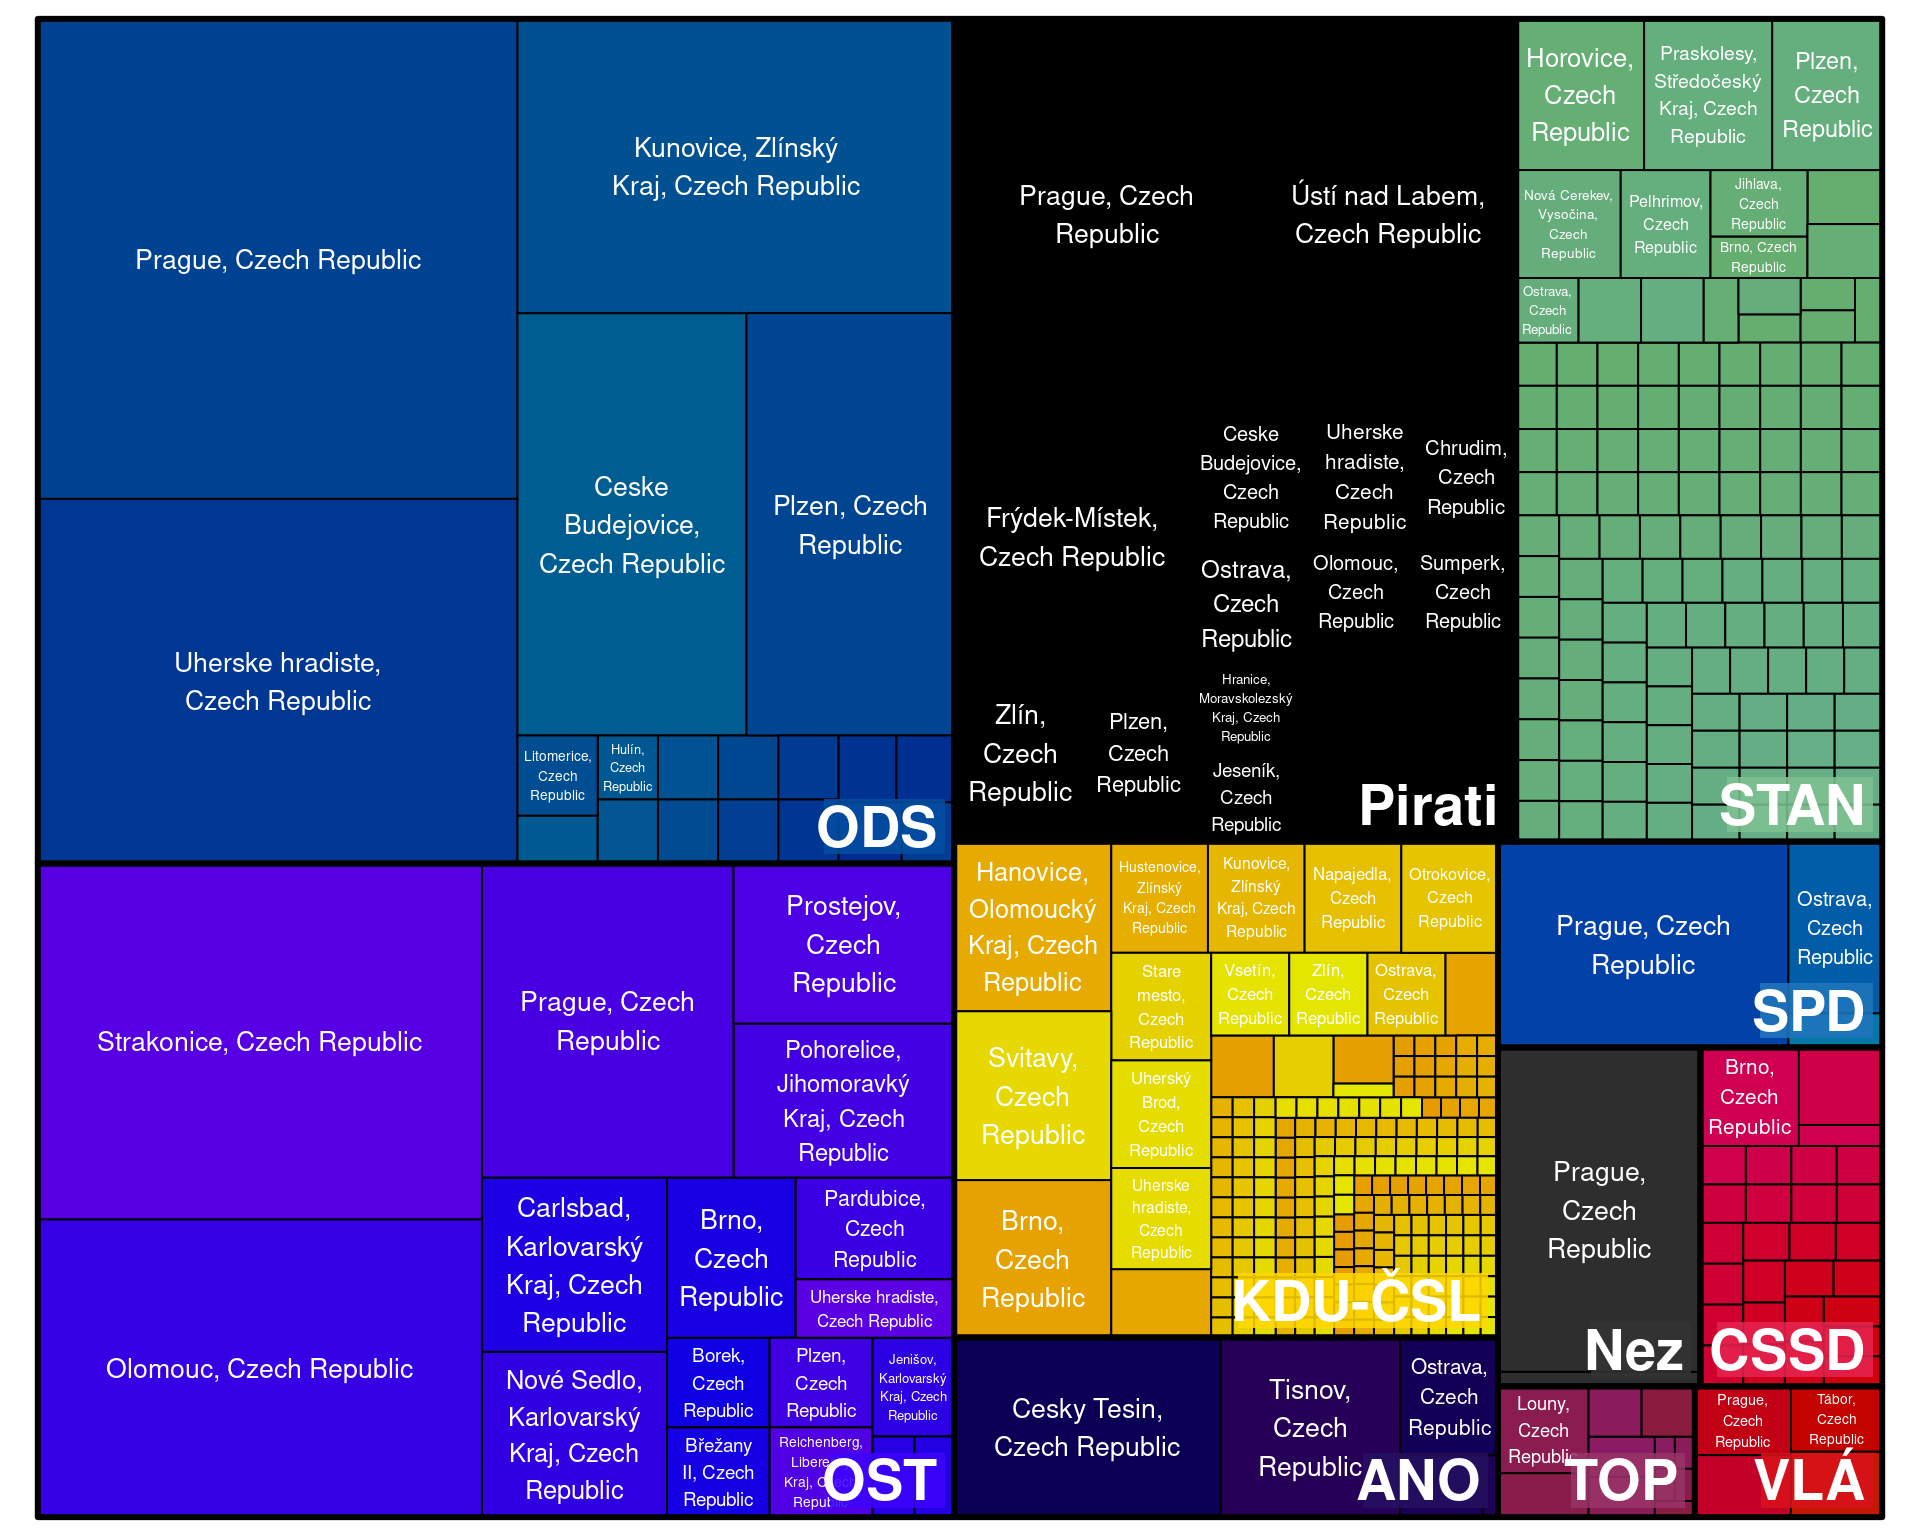 Prague, Czech Republic
Kunovice, Zlínský
Kraj, Czech Republic
Uherske hradiste,
Czech Republic
Ceske
Budejovice,
Czech Republic
Plzen, Czech
Republic
Litomerice,
Czech
Republic
Hulín,
Czech
Republic
ODS
Prague, Czech
Republic
Ústí nad Labem,
Czech Republic
Frýdek-Místek,
Czech Republic
Ceske
Budejovice,
Czech
Republic
Uherske
hradiste,
Czech
Republic
Chrudim,
Czech
Republic
Ostrava,
Czech
Republic
Olomouc,
Czech
Republic
Sumperk,
Czech
Republic
Zlín,
Czech
Republic
Plzen,
Czech
Republic
Hranice,
Moravskolezský
Kraj, Czech
Republic
Jeseník,
Czech
Republic
Pirati
Horovice,
Czech
Republic
Praskolesy,
Středočeský
Kraj, Czech
Republic
Plzen,
Czech
Republic
Nová Cerekev,
Vysočina,
Czech
Republic
Pelhrimov,
Czech
Republic
Jihlava,
Czech
Republic
Brno, Czech
Republic
Ostrava,
Czech
Republic
STAN
Strakonice, Czech Republic
Olomouc, Czech Republic
Prague, Czech
Republic
Prostejov,
Czech
Republic
Pohorelice,
Jihomoravký
Kraj, Czech
Republic
Carlsbad,
Karlovarský
Kraj, Czech
Republic
Brno,
Czech
Republic
Pardubice,
Czech
Republic
Uherske hradiste,
Czech Republic
Nové Sedlo,
Karlovarský
Kraj, Czech
Republic
Borek,
Czech
Republic
Plzen,
Czech
Republic
Jenišov,
Karlovarský
Kraj, Czech
Republic
Břežany
II, Czech
Republic
Reichenberg,
Libere
Kraj, Czech
Republic
OST
Hanovice,
Olomoucký
Kraj, Czech
Republic
Hustenovice,
Zlínský
Kraj, Czech
Republic
Kunovice,
Zlínský
Kraj, Czech
Republic
Napajedla,
Czech
Republic
Otrokovice,
Czech
Republic
Svitavy,
Czech
Republic
Stare
mesto,
Czech
Republic
Vsetín,
Czech
Republic
Zlín,
Czech
Republic
Ostrava,
Czech
Republic
Uherský
Brod,
Czech
Republic
Brno,
Czech
Republic
Uherske
hradiste,
Czech
Republic
KDU-ČSL
Cesky Tesin,
Czech Republic
Tisnov,
Czech
Republic
Ostrava,
Czech
Republic
ANO
Prague, Czech
Republic
Ostrava,
Czech
Republic
SPD
Prague,
Czech
Republic
Nez
Brno,
Czech
Republic
CSSD
Louny,
Czech
Republic
TOP
Prague,
Czech
Republic
Tábor,
Czech
Republic
VLÁ